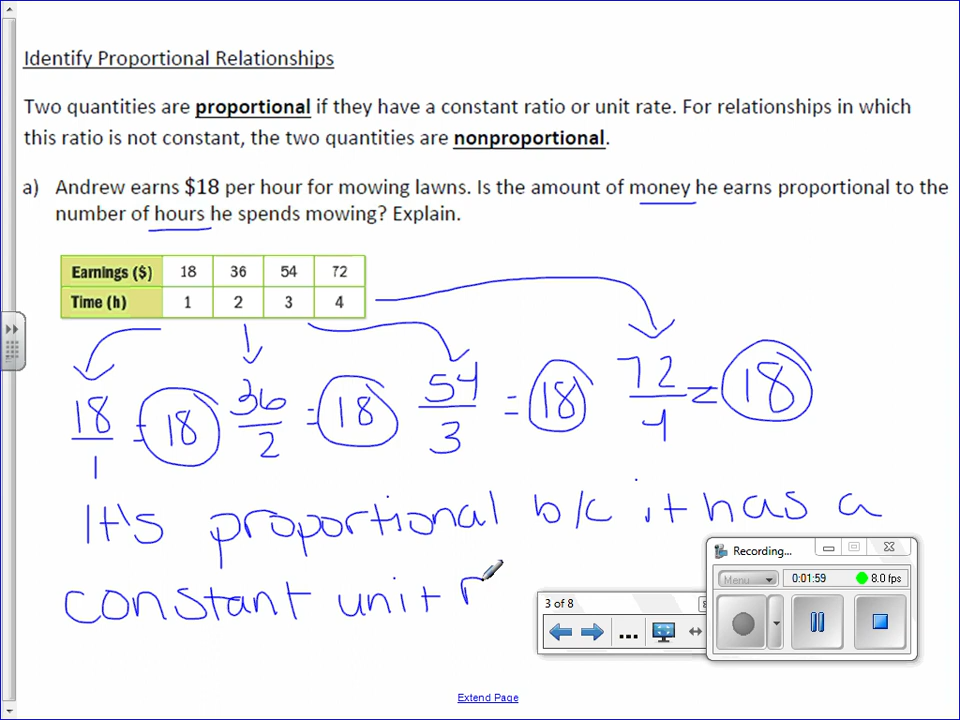 Identify Proportional Relationships
Two quantities are proportional if they have a constant ratio or unit rate. For relationships in which
this ratio is not constant, the two quantities are nonproportional.
a) Andrew earns $18 per hour for mowing lawns. Is the amount of money he earns proportional to the
number of hours he spends mowing? Explain.
Earnings ($) 18 36 54 72
Time (h) 1 2 3 4
18/1 = 18 36/2 = 18 54/3 = 18 72/4 = 18
It's proportional b/c it has a
constant unit r
Recording...
Menu 0:01:59 8.0 fps
3 of 8
...
Extend Page